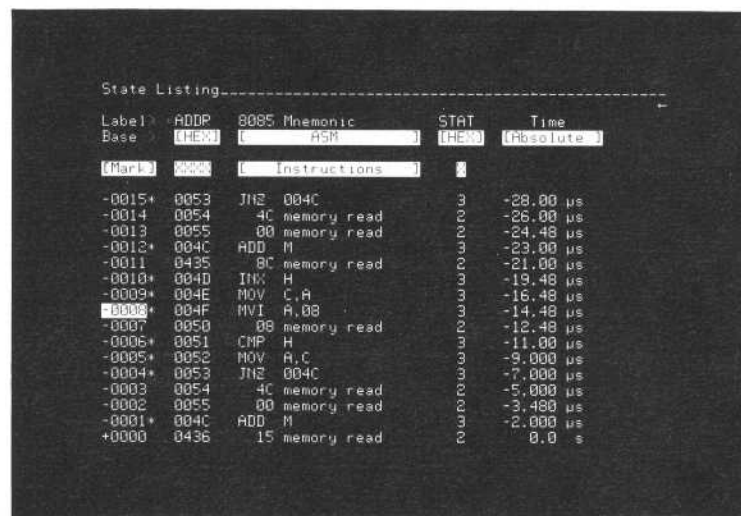 State Listing
Label> ADDR 8085 Mnemonic STAT Time
Base > [HEX] [ ASM ] [HEX] [Absolute ]
[Mark] XXXX [ Instructions ] X
-0015* 0053 JNZ 004C 3 -28.00 µs
-0014 0054 4C memory read 2 -26.00 µs
-0013 0055 00 memory read 2 -24.48 µs
-0012* 004C ADD M 3 -23.00 µs
-0011 0435 8C memory read 2 -21.00 µs
-0010* 004D INX H 3 -19.48 µs
-0009* 004E MOV C,A 3 -16.48 µs
-0008* 004F MVI A,08 3 -14.48 µs
-0007 0050 08 memory read 2 -12.48 µs
-0006* 0051 CMP H 3 -11.00 µs
-0005* 0052 MOV A,C 3 -9.000 µs
-0004* 0053 JNZ 004C 3 -7.000 µs
-0003 0054 4C memory read 2 -5.000 µs
-0002 0055 00 memory read 2 -3.480 µs
-0001* 004C ADD M 3 -2.000 µs
+0000 0436 15 memory read 2 0.0 s